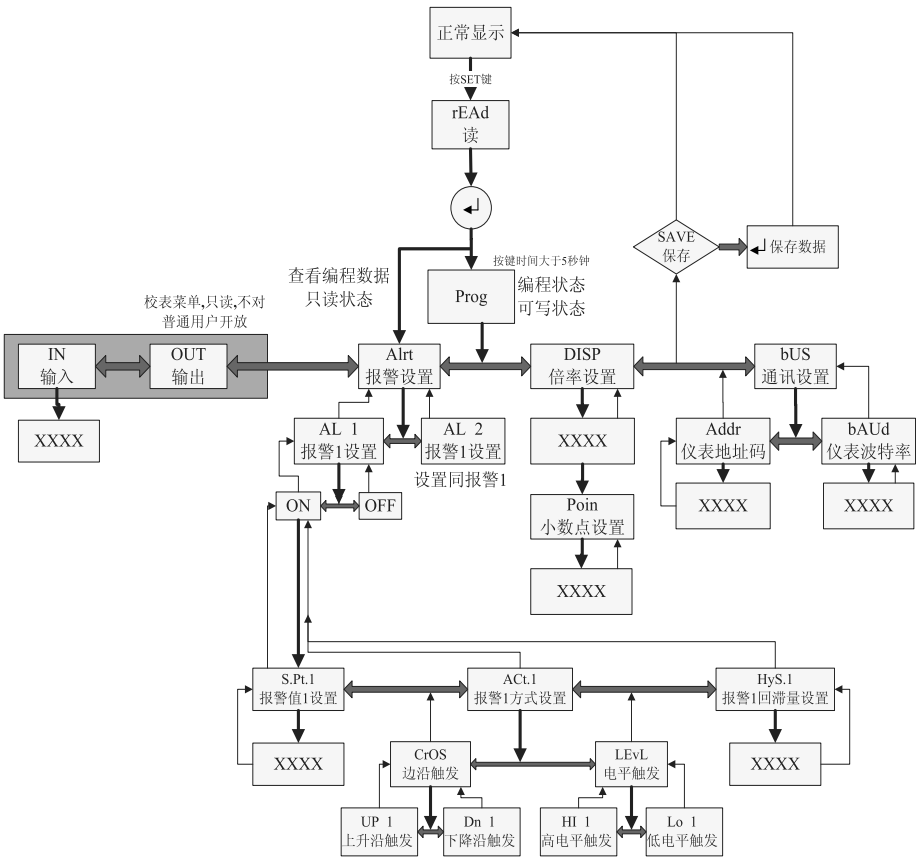 正常显示
按SET键
rEAd
读
SAVE
保存
保存数据
查看编程数据
只读状态
按键时间大于5秒钟
Prog
编程状态
可写状态
校表菜单,只读,不对
普通用户开放
IN
输入
OUT
输出
Alrt
报警设置
DISP
倍率设置
bUS
通讯设置
XXXX
AL 1
报警1设置
AL 2
报警1设置
设置同报警1
XXXX
Addr
仪表地址码
bAUd
仪表波特率
ON
OFF
Poin
小数点设置
XXXX
XXXX
XXXX
S.Pt.1
报警值1设置
ACt.1
报警1方式设置
HyS.1
报警1回滞量设置
XXXX
CrOS
边沿触发
LEvL
电平触发
XXXX
UP 1
上升沿触发
Dn 1
下降沿触发
HI 1
高电平触发
Lo 1
低电平触发